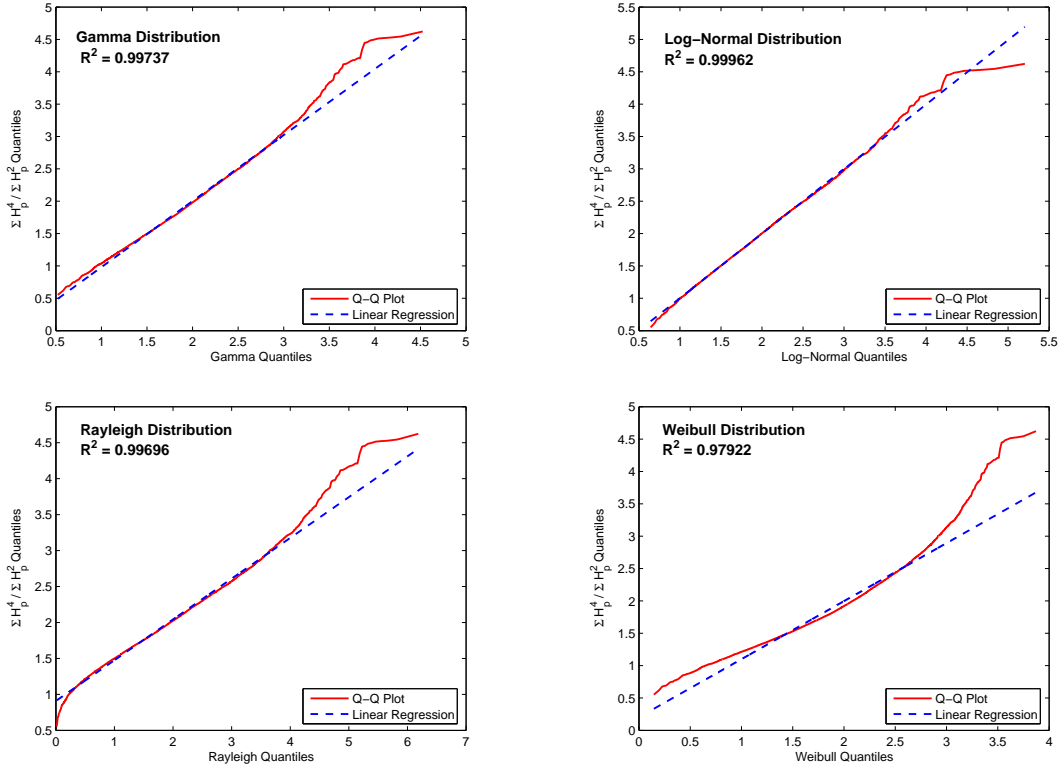 Gamma Distribution
R² = 0.99737
Σ H_p^4 / Σ H_p^2 Quantiles
5
4.5
4
3.5
3
2.5
2
1.5
1
0.5
0
Q−Q Plot
Linear Regression
0.5 1 1.5 2 2.5 3 3.5 4 4.5 5
Gamma Quantiles
Log−Normal Distribution
R² = 0.99962
Σ H_p^4 / Σ H_p^2 Quantiles
5.5
5
4.5
4
3.5
3
2.5
2
1.5
1
0.5
Q−Q Plot
Linear Regression
1 1.5 2 2.5 3 3.5 4 4.5 5 5.5
Log−Normal Quantiles
Rayleigh Distribution
R² = 0.99696
Σ H_p^4 / Σ H_p^2 Quantiles
5
4.5
4
3.5
3
2.5
2
1.5
1
0.5
Q−Q Plot
Linear Regression
0 1 2 3 4 5 6 7
Rayleigh Quantiles
Weibull Distribution
R² = 0.97922
Σ H_p^4 / Σ H_p^2 Quantiles
5
4.5
4
3.5
3
2.5
2
1.5
1
0.5
0
Q−Q Plot
Linear Regression
0 0.5 1 1.5 2 2.5 3 3.5 4
Weibull Quantiles